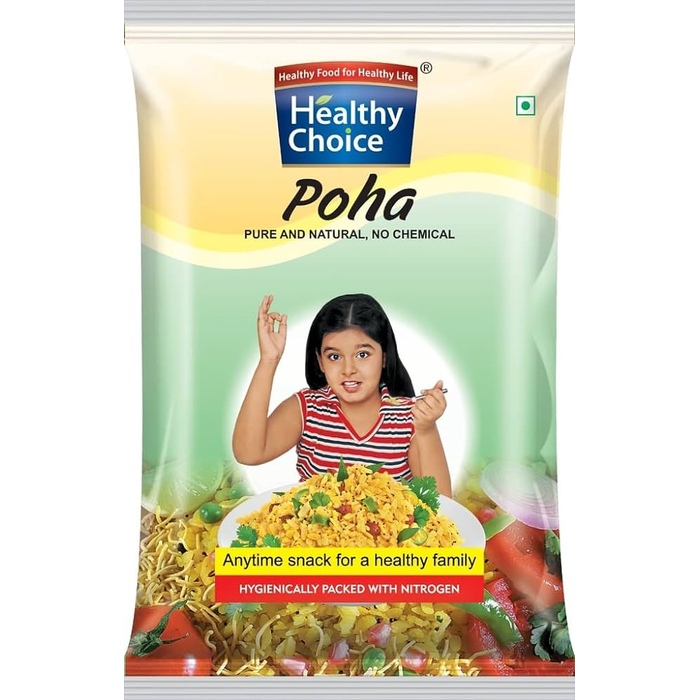 Healthy Food for Healthy Life
®
Healthy
Choice
Poha
PURE AND NATURAL, NO CHEMICAL
Anytime snack for a healthy family
HYGIENICALLY PACKED WITH NITROGEN